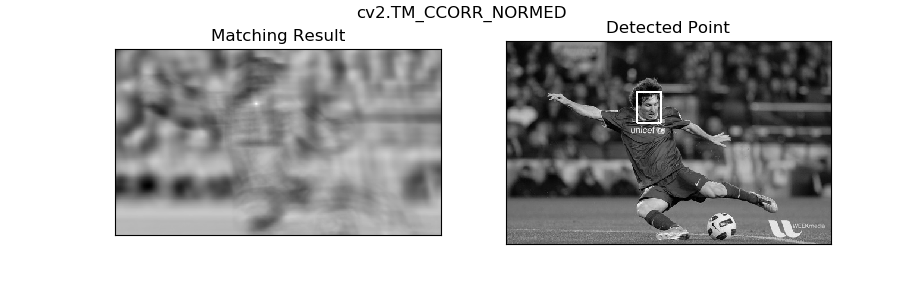 cv2.TM_CCORR_NORMED
Matching Result
Detected Point
unicef